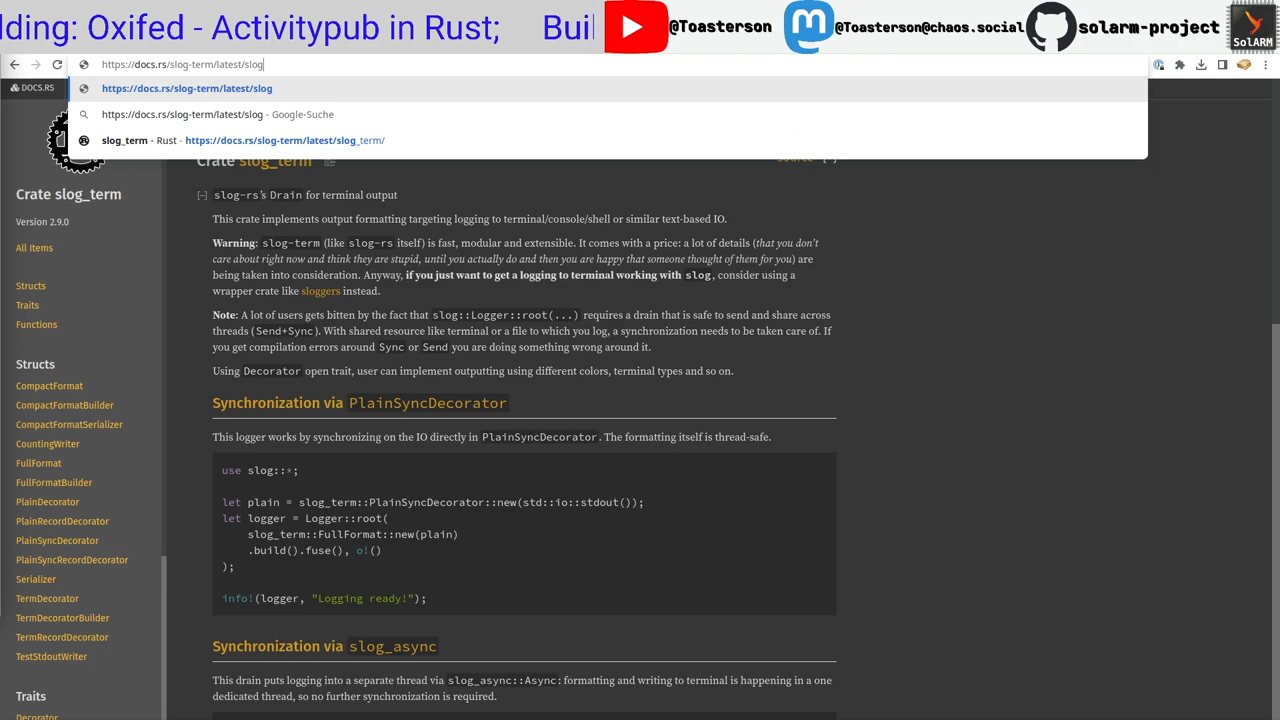 lding: Oxifed - Activitypub in Rust; Buil
@Toasterson
@Toasterson@chaos.social
solarm-project
SolARM
https://docs.rs/slog-term/latest/slog
DOCS.RS
https://docs.rs/slog-term/latest/slog
https://docs.rs/slog-term/latest/slog - Google-Suche
slog_term - Rust - https://docs.rs/slog-term/latest/slog_term/
Crate slog_term
Source [-]
Crate slog_term
Version 2.9.0
All Items
Structs
Traits
Functions
Structs
CompactFormat
CompactFormatBuilder
CompactFormatSerializer
CountingWriter
FullFormat
FullFormatBuilder
PlainDecorator
PlainRecordDecorator
PlainSyncDecorator
PlainSyncRecordDecorator
Serializer
TermDecorator
TermDecoratorBuilder
TermRecordDecorator
TestStdoutWriter
Traits
Decorator
[−] slog-rs's Drain for terminal output
This crate implements output formatting targeting logging to terminal/console/shell or similar text-based IO.
Warning: slog-term (like slog-rs itself) is fast, modular and extensible. It comes with a price: a lot of details (that you don't
care about right now and think they are stupid, until you actually do and then you are happy that someone thought of them for you) are
being taken into consideration. Anyway, if you just want to get a logging to terminal working with slog, consider using a
wrapper crate like sloggers instead.
Note: A lot of users gets bitten by the fact that slog::Logger::root(...) requires a drain that is safe to send and share across
threads (Send+Sync). With shared resource like terminal or a file to which you log, a synchronization needs to be taken care of. If
you get compilation errors around Sync or Send you are doing something wrong around it.
Using Decorator open trait, user can implement outputting using different colors, terminal types and so on.
Synchronization via PlainSyncDecorator
This logger works by synchronizing on the IO directly in PlainSyncDecorator. The formatting itself is thread-safe.
use slog::*;
let plain = slog_term::PlainSyncDecorator::new(std::io::stdout());
let logger = Logger::root(
slog_term::FullFormat::new(plain)
.build().fuse(), o!()
);
info!(logger, "Logging ready!");
Synchronization via slog_async
This drain puts logging into a separate thread via slog_async::Async: formatting and writing to terminal is happening in a one
dedicated thread, so no further synchronization is required.